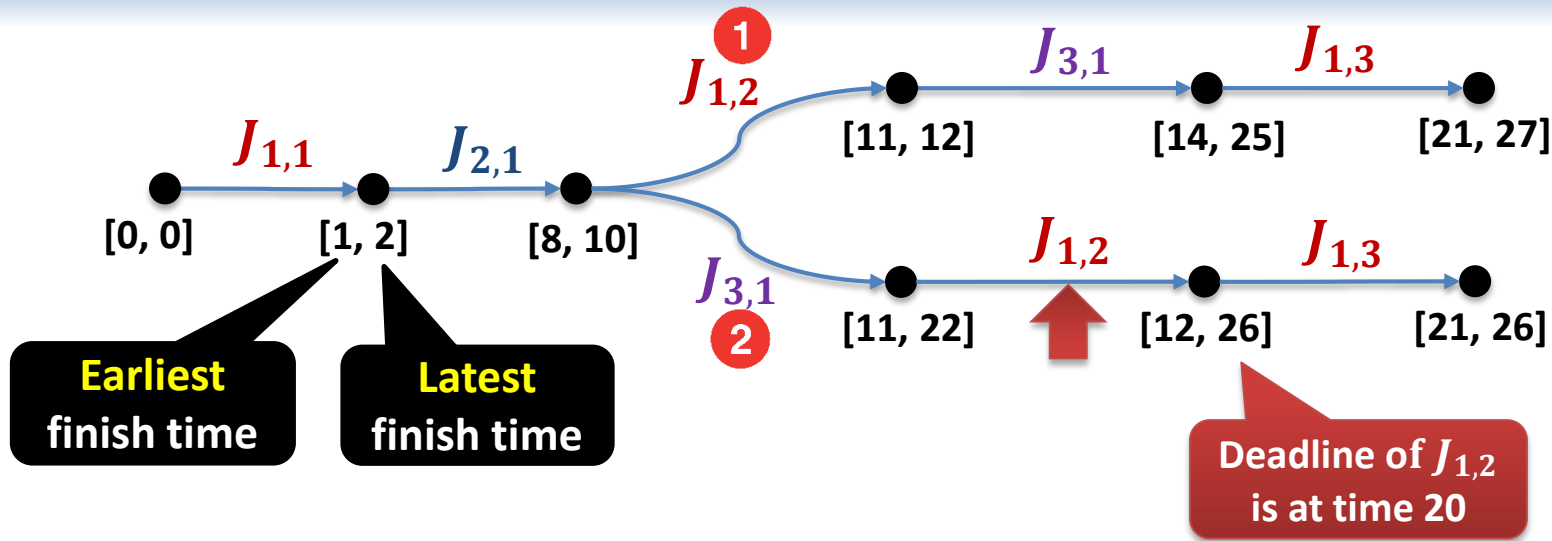 1
J1,2
J3,1
J1,3
[11, 12]
[14, 25]
[21, 27]
J1,1
J2,1
[0, 0]
[1, 2]
[8, 10]
J3,1
2
J1,2
J1,3
[11, 22]
[12, 26]
[21, 26]
Earliest
finish time
Latest
finish time
Deadline of J1,2
is at time 20